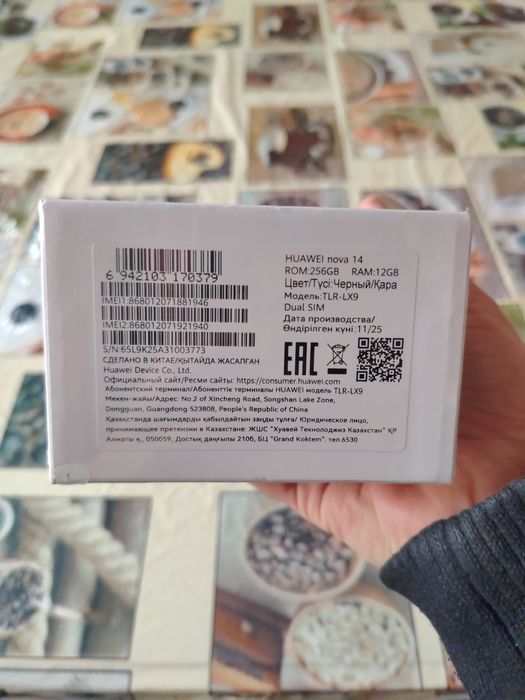 6 942103 170379
IMEI1:868012071881946
IMEI2:868012071921940
S/N:65L9K25A31003773
HUAWEI nova 14
ROM:256GB RAM:12GB
Цвет/Түсі:Черный/Қара
Модель:TLR-LX9
Dual SIM
Дата производства/
Өндірілген күні:11/25
EAC
СДЕЛАНО В КИТАЕ/ҚЫТАЙДА ЖАСАЛҒАН
Huawei Device Co., Ltd.
Официальный сайт/Ресми сайты: https://consumer.huawei.com
Абонентский терминал/Абоненттік терминалы HUAWEI модель TLR-LX9
Мекен-жайы/Адрес: No.2 of Xincheng Road, Songshan Lake Zone,
Dongguan, Guangdong 523808, People's Republic of China
Қазақстанда шағымдарды қабылдайтын заңды тұлға/ Юридическое лицо,
принимающее претензии в Казахстане: ЖШС "Хуавей Текнолоджиз Казахстан" ҚР
Алматы қ., 050059, Достық даңғылы 210б, БЦ "Grand Koktem". тел.6530